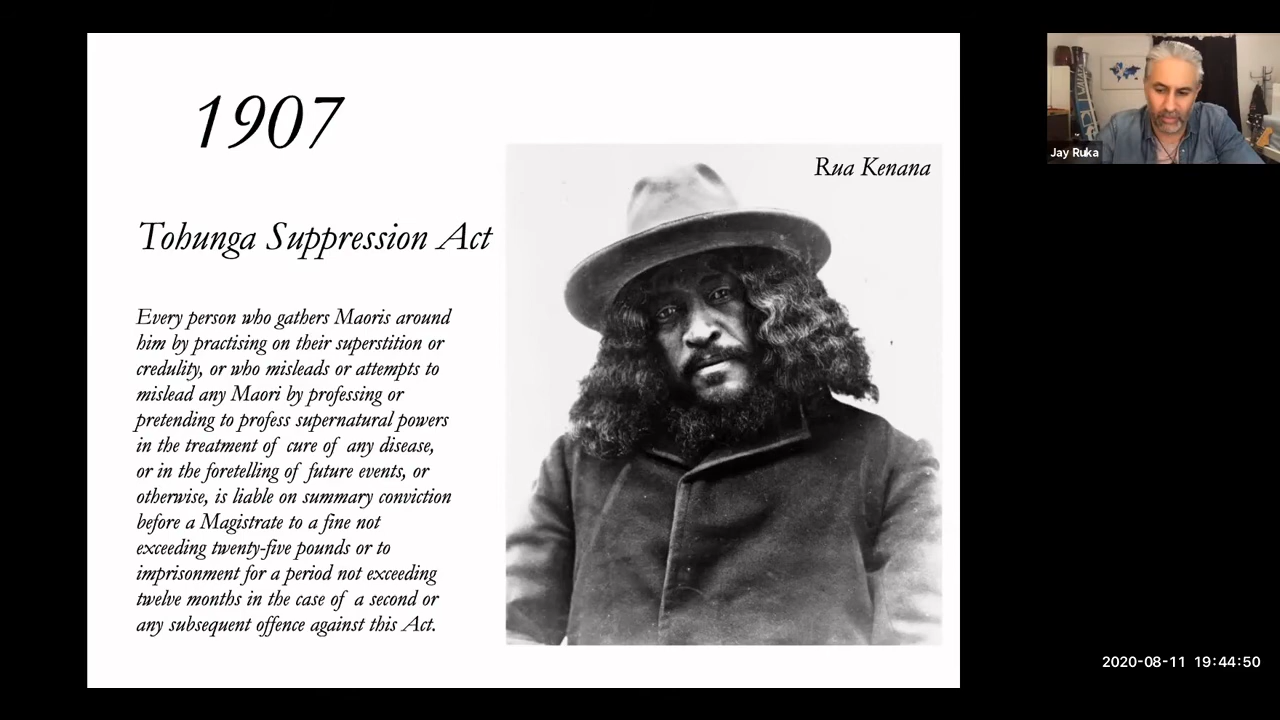 1907
Rua Kenana
Tohunga Suppression Act
Every person who gathers Maoris around
him by practising on their superstition or
credulity, or who misleads or attempts to
mislead any Maori by professing or
pretending to profess supernatural powers
in the treatment of cure of any disease,
or in the foretelling of future events, or
otherwise, is liable on summary conviction
before a Magistrate to a fine not
exceeding twenty-five pounds or to
imprisonment for a period not exceeding
twelve months in the case of a second or
any subsequent offence against this Act.
Jay Ruka
2020-08-11 19:44:50